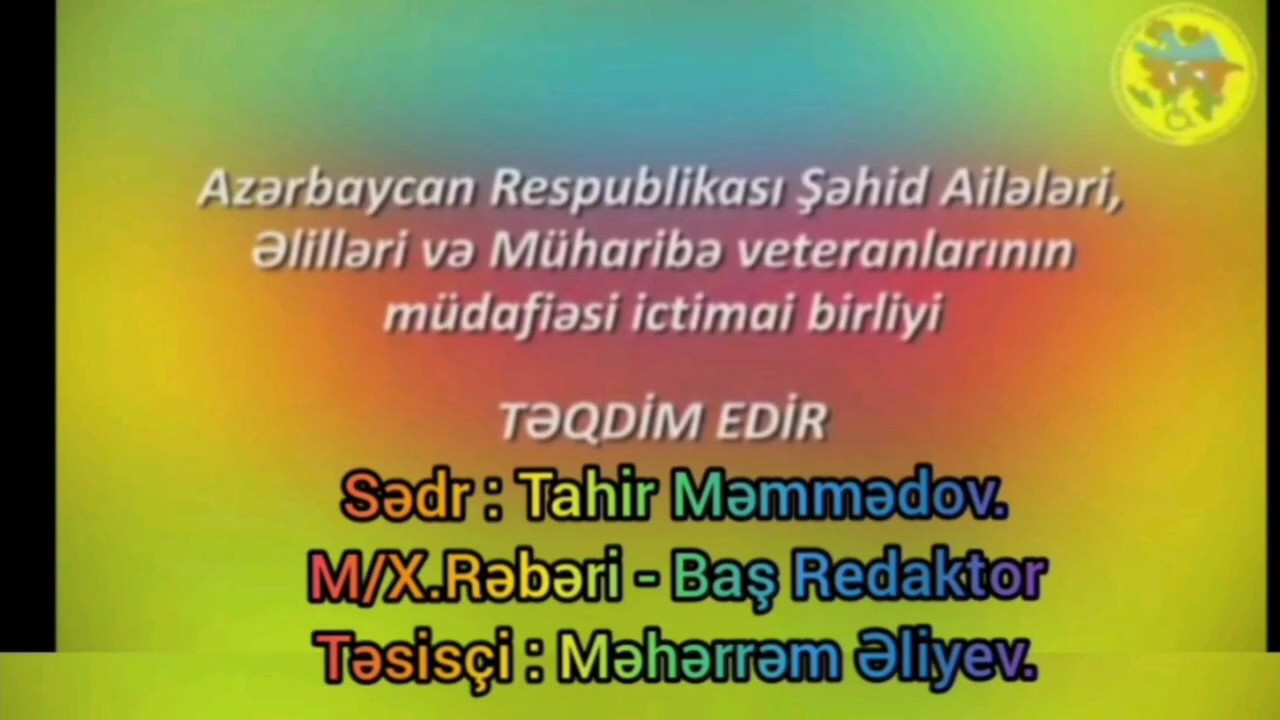 Azərbaycan Respublikası Şəhid Ailələri,
Əlilləri və Müharibə veteranlarının
müdafiəsi ictimai birliyi
TƏQDİM EDİR
Sədr : Tahir Məmmədov.
M/X.Rəbəri - Baş Redaktor
Təsisçi : Məhərrəm Əliyev.